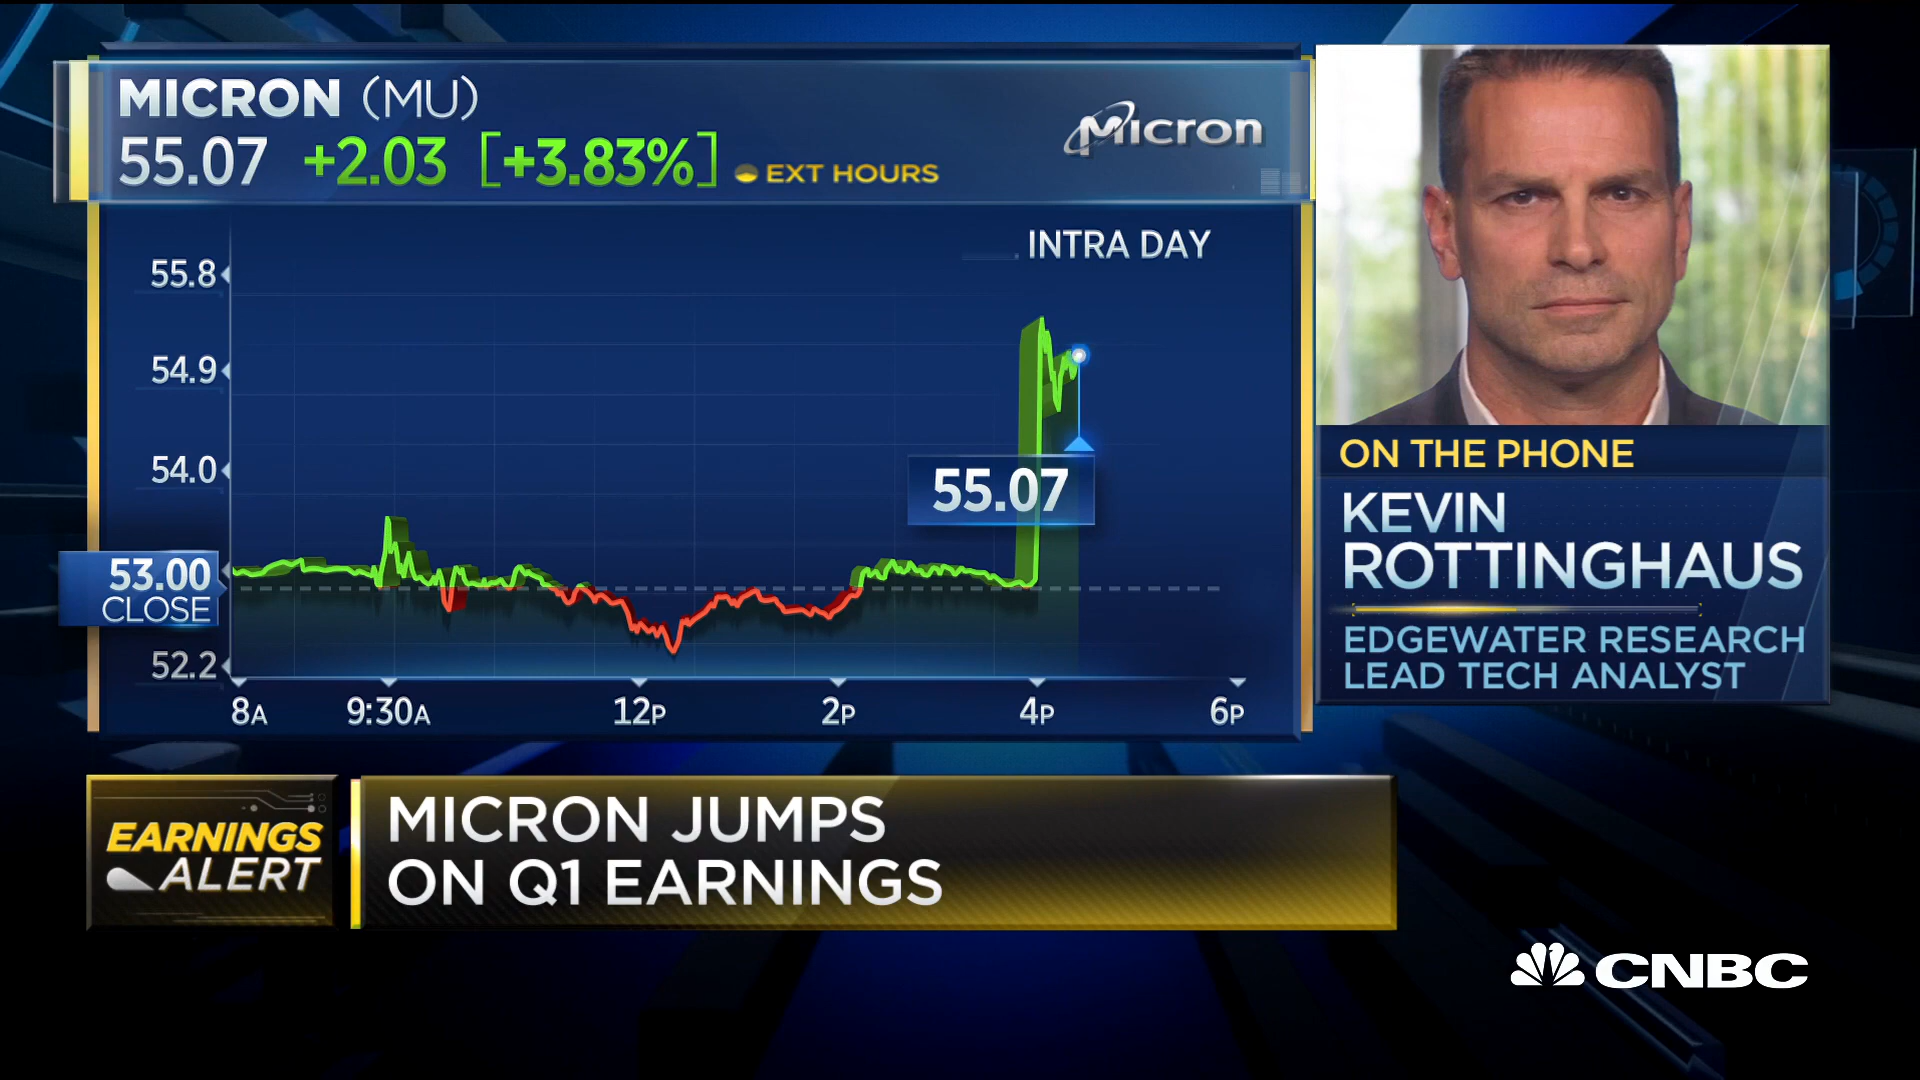 MICRON (MU)
55.07 +2.03 [+3.83%] EXT HOURS
Micron
INTRA DAY
55.8
54.9
54.0
53.00
CLOSE
52.2
55.07
8A 9:30A 12P 2P 4P 6P
ON THE PHONE
KEVIN
ROTTINGHAUS
EDGEWATER RESEARCH
LEAD TECH ANALYST
EARNINGS
ALERT
MICRON JUMPS
ON Q1 EARNINGS
CNBC